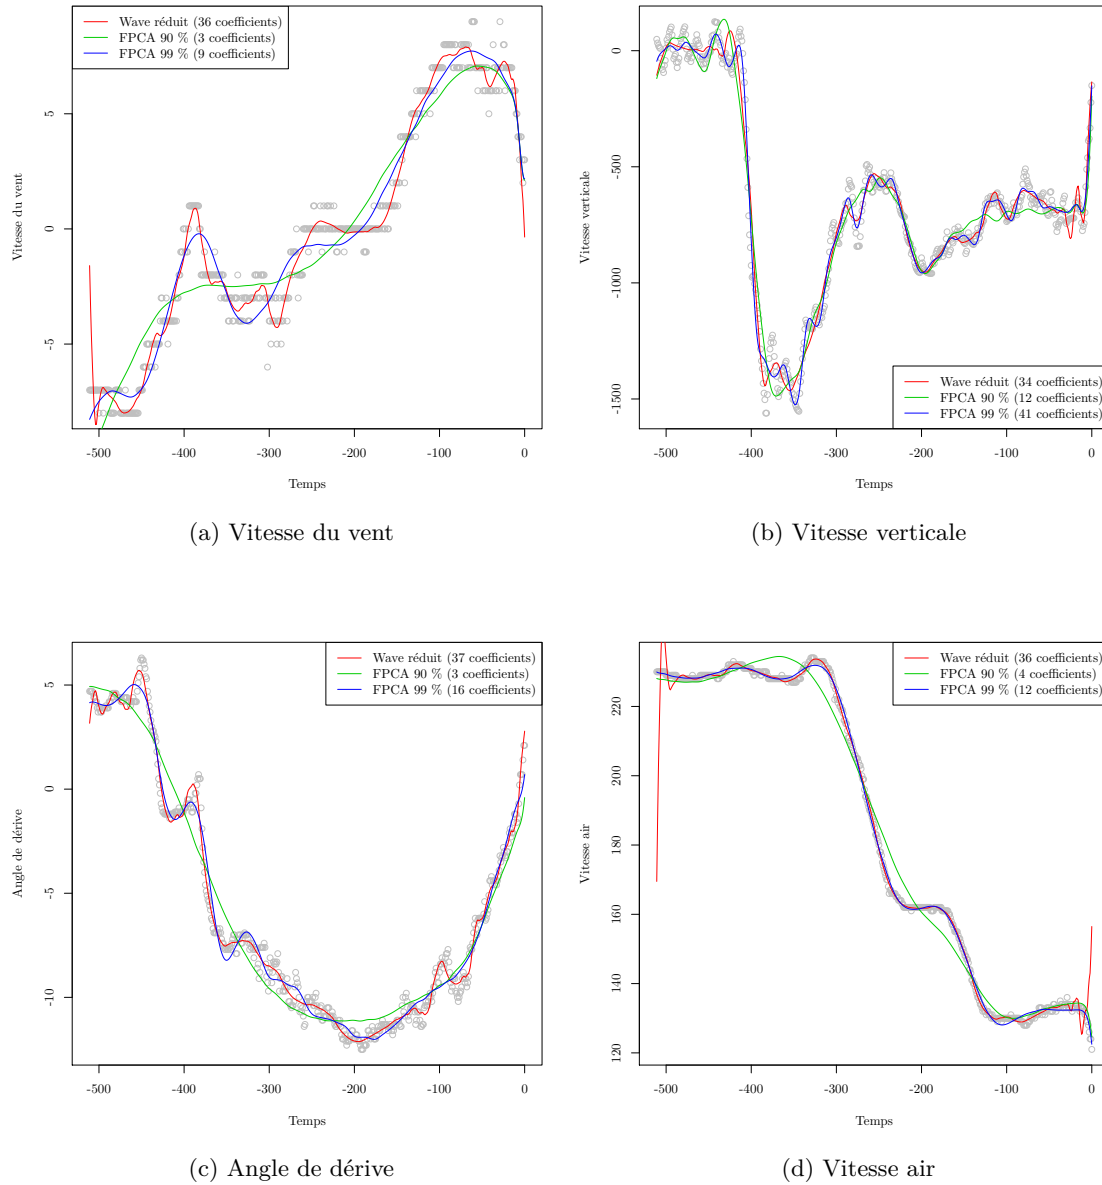 Wave réduit (36 coefficients)
FPCA 90 % (3 coefficients)
FPCA 99 % (9 coefficients)
5
0
-5
Vitesse du vent
-500 -400 -300 -200 -100 0
Temps
(a) Vitesse du vent
0
-500
-1000
-1500
Vitesse verticale
Wave réduit (34 coefficients)
FPCA 90 % (12 coefficients)
FPCA 99 % (41 coefficients)
-500 -400 -300 -200 -100 0
Temps
(b) Vitesse verticale
Wave réduit (37 coefficients)
FPCA 90 % (3 coefficients)
FPCA 99 % (16 coefficients)
5
0
-5
-10
Angle de dérive
-500 -400 -300 -200 -100 0
Temps
(c) Angle de dérive
Wave réduit (36 coefficients)
FPCA 90 % (4 coefficients)
FPCA 99 % (12 coefficients)
220
200
180
160
140
120
Vitesse air
-500 -400 -300 -200 -100 0
Temps
(d) Vitesse air